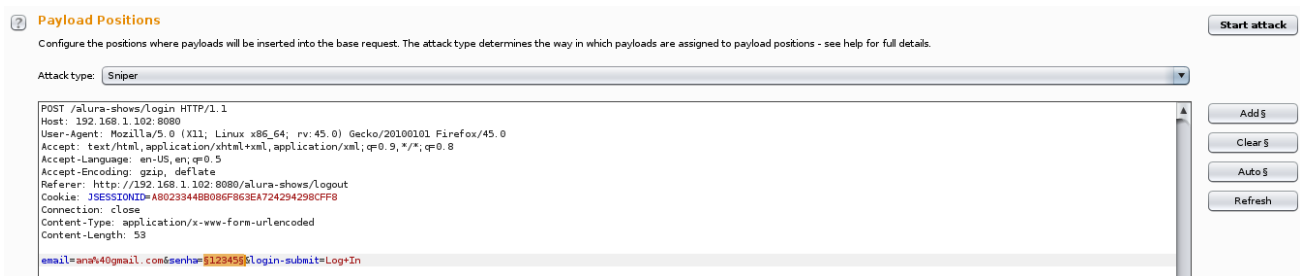 ?
Payload Positions
Start attack
Configure the positions where payloads will be inserted into the base request. The attack type determines the way in which payloads are assigned to payload positions - see help for full details.
Attack type: Sniper
POST /alura-shows/login HTTP/1.1
Host: 192.168.1.102:8080
User-Agent: Mozilla/5.0 (X11; Linux x86_64; rv:45.0) Gecko/20100101 Firefox/45.0
Accept: text/html,application/xhtml+xml,application/xml;q=0.9,*/*;q=0.8
Accept-Language: en-US,en;q=0.5
Accept-Encoding: gzip, deflate
Referer: http://192.168.1.102:8080/alura-shows/logout
Cookie: JSESSIONID=A8023344BB086F863EA724294298CFF8
Connection: close
Content-Type: application/x-www-form-urlencoded
Content-Length: 53
email=ana%40gmail.com&senha=§12345§&login-submit=Log+In
Add §
Clear §
Auto §
Refresh